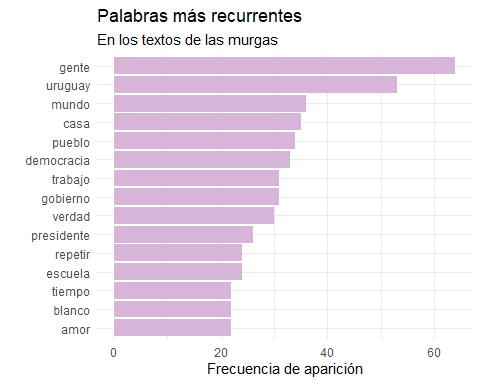 Palabras más recurrentes
En los textos de las murgas
gente
uruguay
mundo
casa
pueblo
democracia
trabajo
gobierno
verdad
presidente
repetir
escuela
tiempo
blanco
amor
0 20 40 60
Frecuencia de aparición